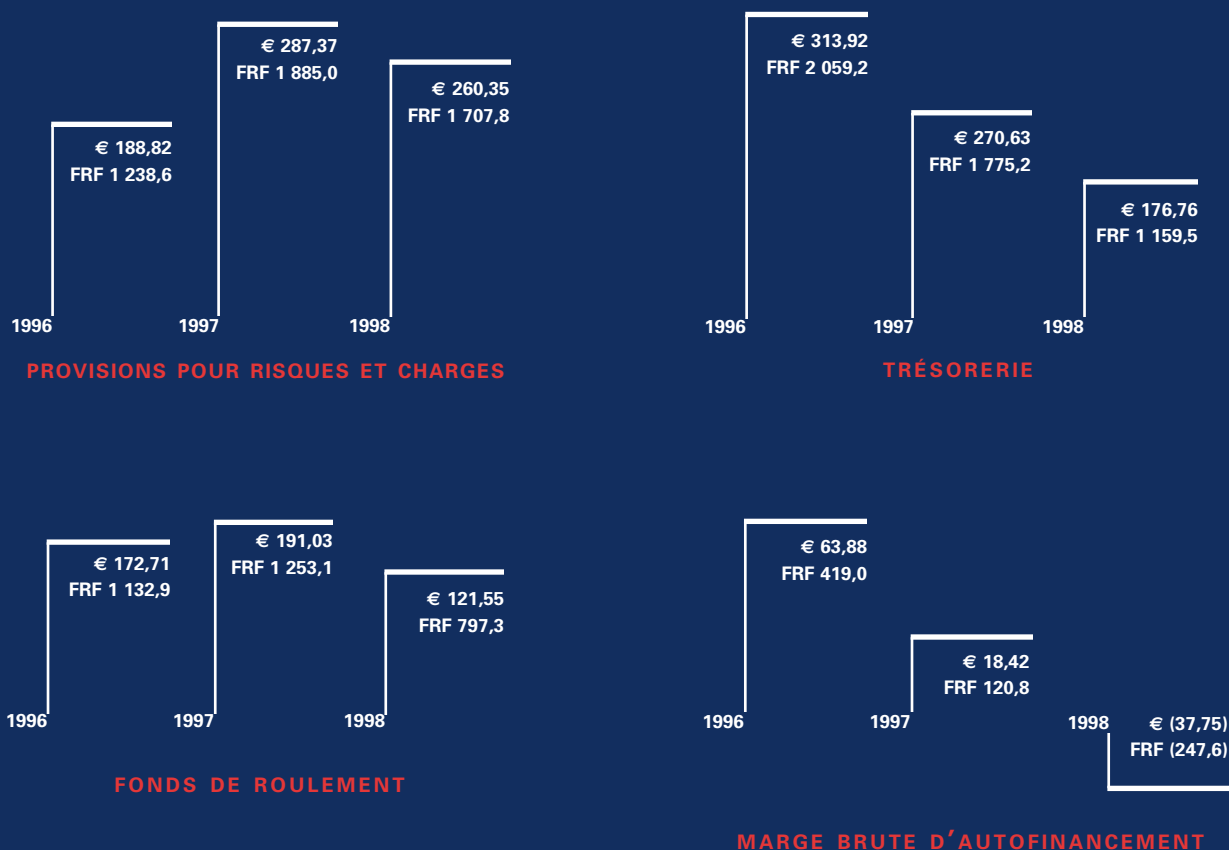 € 188,82
FRF 1 238,6
€ 287,37
FRF 1 885,0
€ 260,35
FRF 1 707,8
1996
1997
1998
PROVISIONS POUR RISQUES ET CHARGES
€ 313,92
FRF 2 059,2
€ 270,63
FRF 1 775,2
€ 176,76
FRF 1 159,5
1996
1997
1998
TRÉSORERIE
€ 172,71
FRF 1 132,9
€ 191,03
FRF 1 253,1
€ 121,55
FRF 797,3
1996
1997
1998
FONDS DE ROULEMENT
€ 63,88
FRF 419,0
€ 18,42
FRF 120,8
1996
1997
1998
€ (37,75)
FRF (247,6)
MARGE BRUTE D'AUTOFINANCEMENT